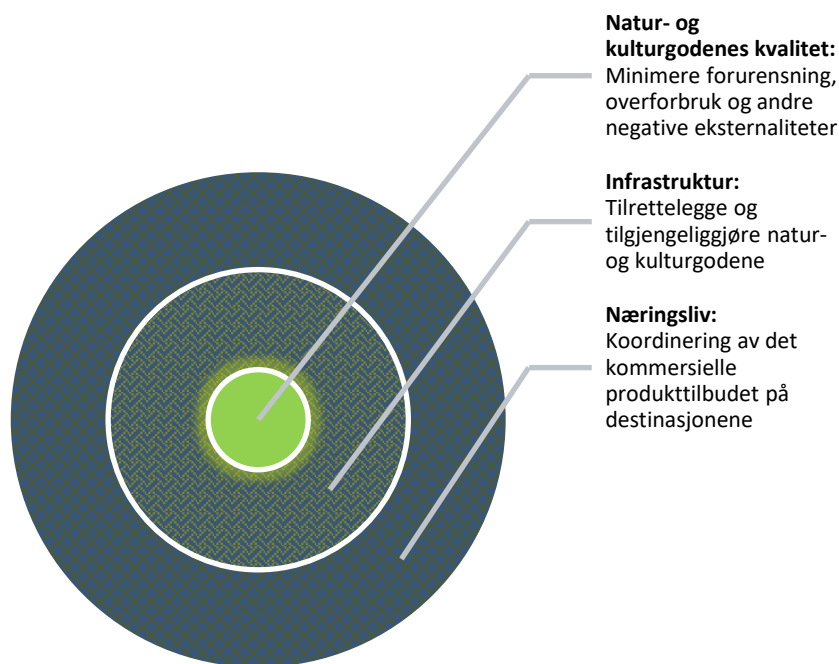 Natur- og
kulturgodenes kvalitet:
Minimere forurensning,
overforbruk og andre
negative eksternaliteter
Infrastruktur:
Tilrettelegge og
tilgjengeliggjøre natur-
og kulturgodene
Næringsliv:
Koordinering av det
kommersielle
produkttilbudet på
destinasjonene